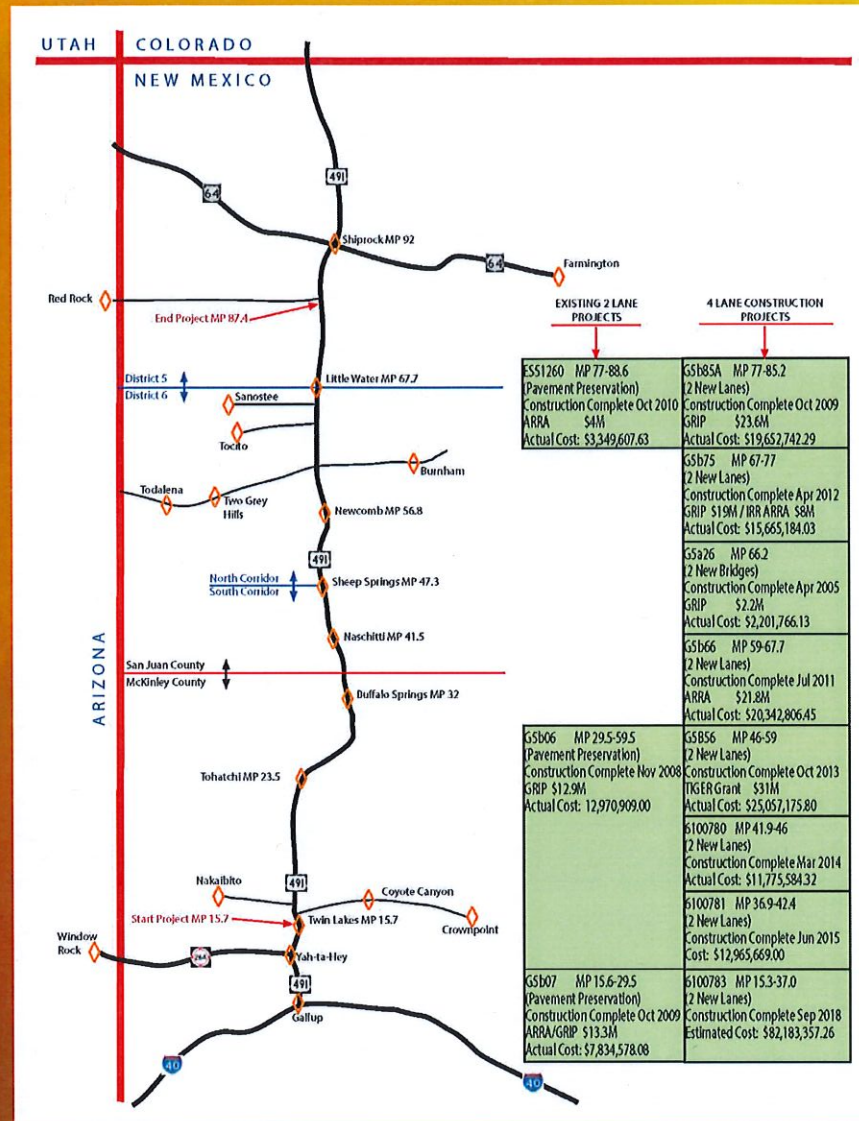 UTAH
COLORADO
NEW MEXICO
491
64
Shiprock MP 92
64
Farmington
Red Rock
End Project MP 87.4
District 5
District 6
Little Water MP 67.7
Sanostee
Tocito
Burnham
Todalena
Two Grey
Hills
Newcomb MP 56.8
491
North Corridor
South Corridor
Sheep Springs MP 47.3
Naschitti MP 41.5
ARIZONA
San Juan County
McKinley County
Buffalo Springs MP 32
Tohatchi MP 23.5
Nakaibito
491
Coyote Canyon
Start Project MP 15.7
Twin Lakes MP 15.7
Crownpoint
Window
Rock
264
Yah-ta-Hey
491
Gallup
40
40
EXISTING 2 LANE
PROJECTS
ES51260 MP 77-88.6
(Pavement Preservation)
Construction Complete Oct 2010
ARRA $4M
Actual Cost: $3,349,607.63
G5b06 MP 29.5-59.5
(Pavement Preservation)
Construction Complete Nov 2008
GRIP $12.9M
Actual Cost: 12,970,909.00
G5b07 MP 15.6-29.5
(Pavement Preservation)
Construction Complete Oct 2009
ARRA/GRIP $13.3M
Actual Cost: $7,834,578.08
4 LANE CONSTRUCTION
PROJECTS
G5b85A MP 77-85.2
(2 New Lanes)
Construction Complete Oct 2009
GRIP $23.6M
Actual Cost: $19,652,742.29
G5b75 MP 67-77
(2 New Lanes)
Construction Complete Apr 2012
GRIP $19M / IRR ARRA $8M
Actual Cost: $15,665,184.03
G5a26 MP 66.2
(2 New Bridges)
Construction Complete Apr 2005
GRIP $2.2M
Actual Cost: $2,201,766.13
G5b66 MP 59-67.7
(2 New Lanes)
Construction Complete Jul 2011
ARRA $21.8M
Actual Cost: $20,342,806.45
G5B56 MP 46-59
(2 New Lanes)
Construction Complete Oct 2013
TIGER Grant $31M
Actual Cost: $25,057,175.80
6100780 MP 41.9-46
(2 New Lanes)
Construction Complete Mar 2014
Actual Cost: $11,775,584.32
6100781 MP 36.9-42.4
(2 New Lanes)
Construction Complete Jun 2015
Cost: $12,965,669.00
6100783 MP 15.3-37.0
(2 New Lanes)
Construction Complete Sep 2018
Estimated Cost: $82,183,357.26